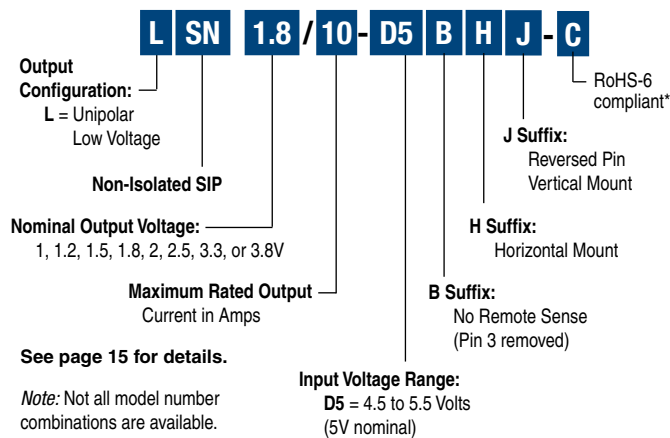 L SN 1.8 / 10 - D5 B H J - C
Output
Configuration:
L = Unipolar
Low Voltage
RoHS-6
compliant*
J Suffix:
Reversed Pin
Vertical Mount
Non-Isolated SIP
Nominal Output Voltage:
1, 1.2, 1.5, 1.8, 2, 2.5, 3.3, or 3.8V
H Suffix:
Horizontal Mount
Maximum Rated Output
Current in Amps
B Suffix:
No Remote Sense
(Pin 3 removed)
See page 15 for details.
Note: Not all model number
combinations are available.
Input Voltage Range:
D5 = 4.5 to 5.5 Volts
(5V nominal)